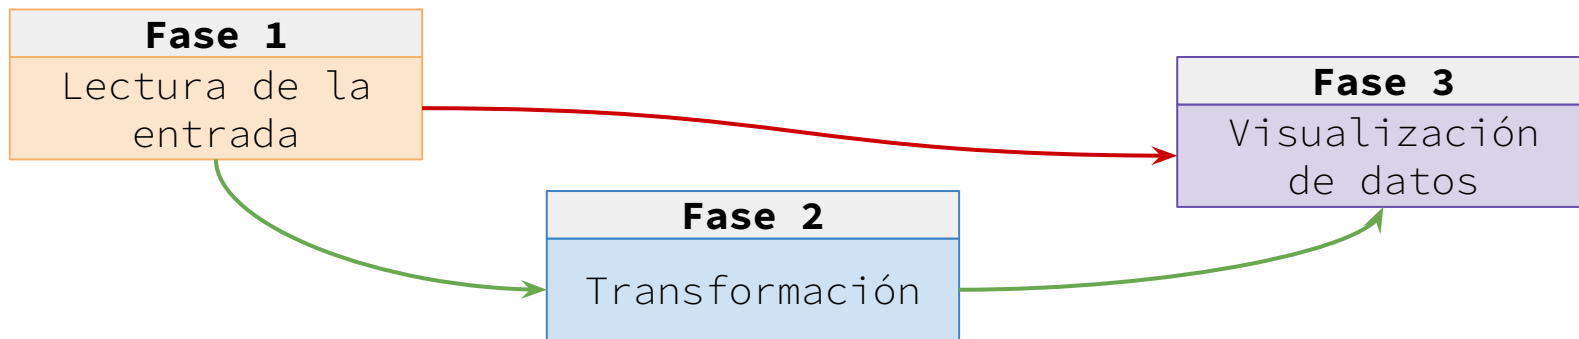 Fase 1
Lectura de la
entrada
Fase 2
Transformación
Fase 3
Visualización
de datos